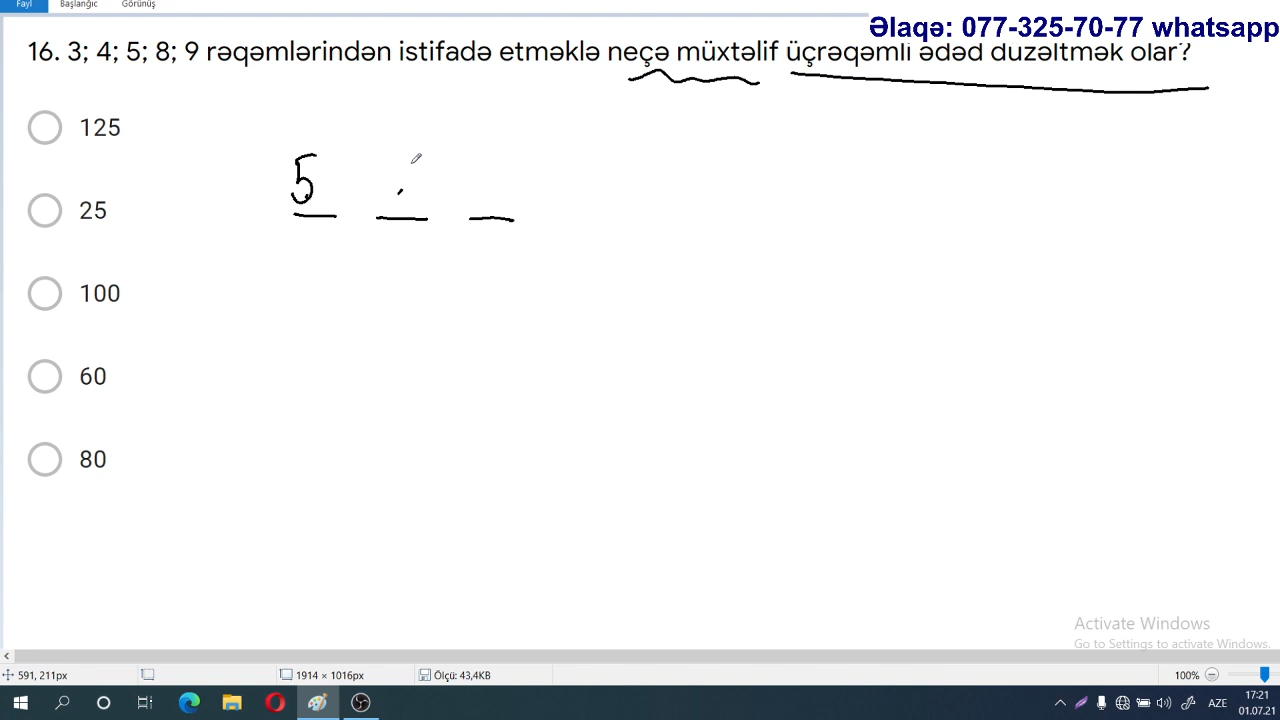 Fayl Başlanğıc Görünüş
Əlaqə: 077-325-70-77 whatsapp
16. 3; 4; 5; 8; 9 rəqəmlərindən istifadə etməklə neçə müxtəlif üçrəqəmli ədəd düzəltmək olar?
125
5
25
100
60
80
Activate Windows
Go to Settings to activate Windows.
591, 211px 1914 × 1016px Ölçü: 43,4KB 100%
AZE 17:21
01.07.21